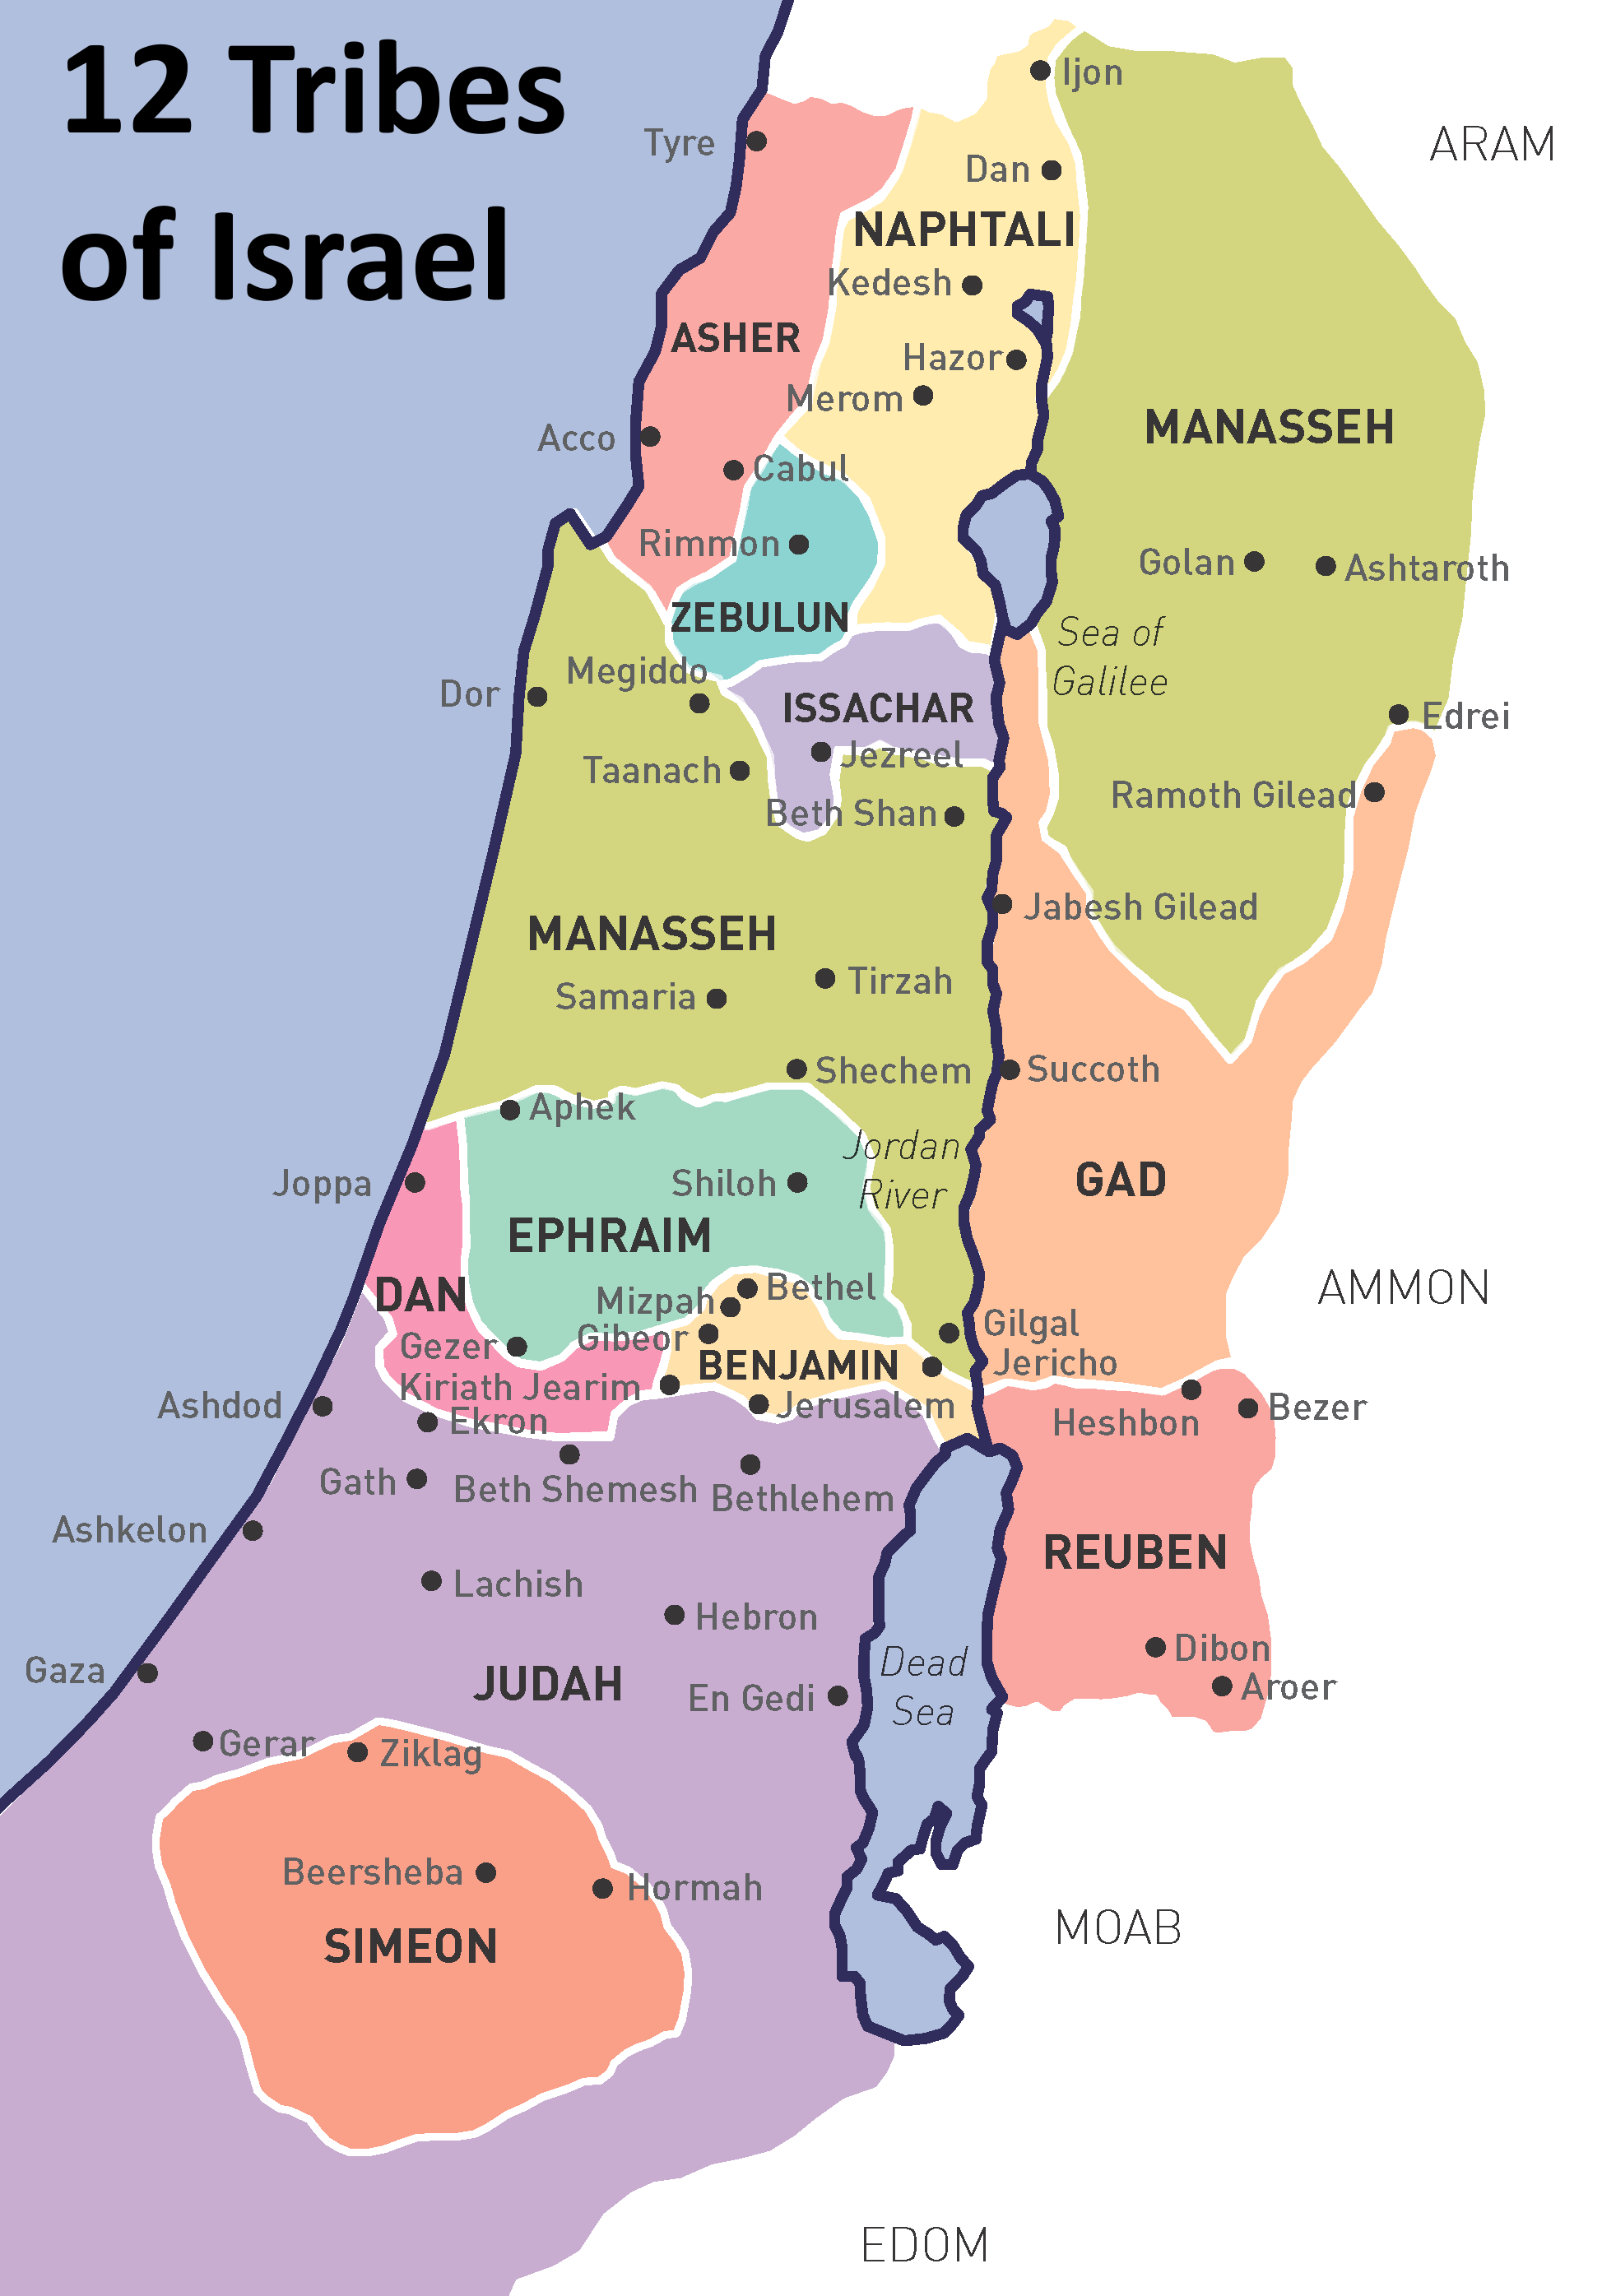 12 Tribes
of Israel
Ijon
ARAM
Tyre
Dan
NAPHTALI
Kedesh
ASHER
Hazor
Merom
MANASSEH
Acco
Cabul
Rimmon
Golan
Ashtaroth
ZEBULUN
Sea of
Galilee
Megiddo
Dor
ISSACHAR
Edrei
Jezreel
Taanach
Ramoth Gilead
Beth Shan
Jabesh Gilead
MANASSEH
Tirzah
Samaria
Shechem
Succoth
Aphek
Jordan
River
Joppa
Shiloh
GAD
EPHRAIM
DAN
Bethel
AMMON
Mizpah
Gilgal
Gibeor
Gezer
BENJAMIN
Jericho
Kiriath Jearim
Ashdod
Jerusalem
Bezer
Ekron
Heshbon
Gath
Beth Shemesh
Bethlehem
Ashkelon
REUBEN
Lachish
Hebron
Dibon
Gaza
Dead
Sea
JUDAH
En Gedi
Aroer
Gerar
Ziklag
Beersheba
Hormah
MOAB
SIMEON
EDOM